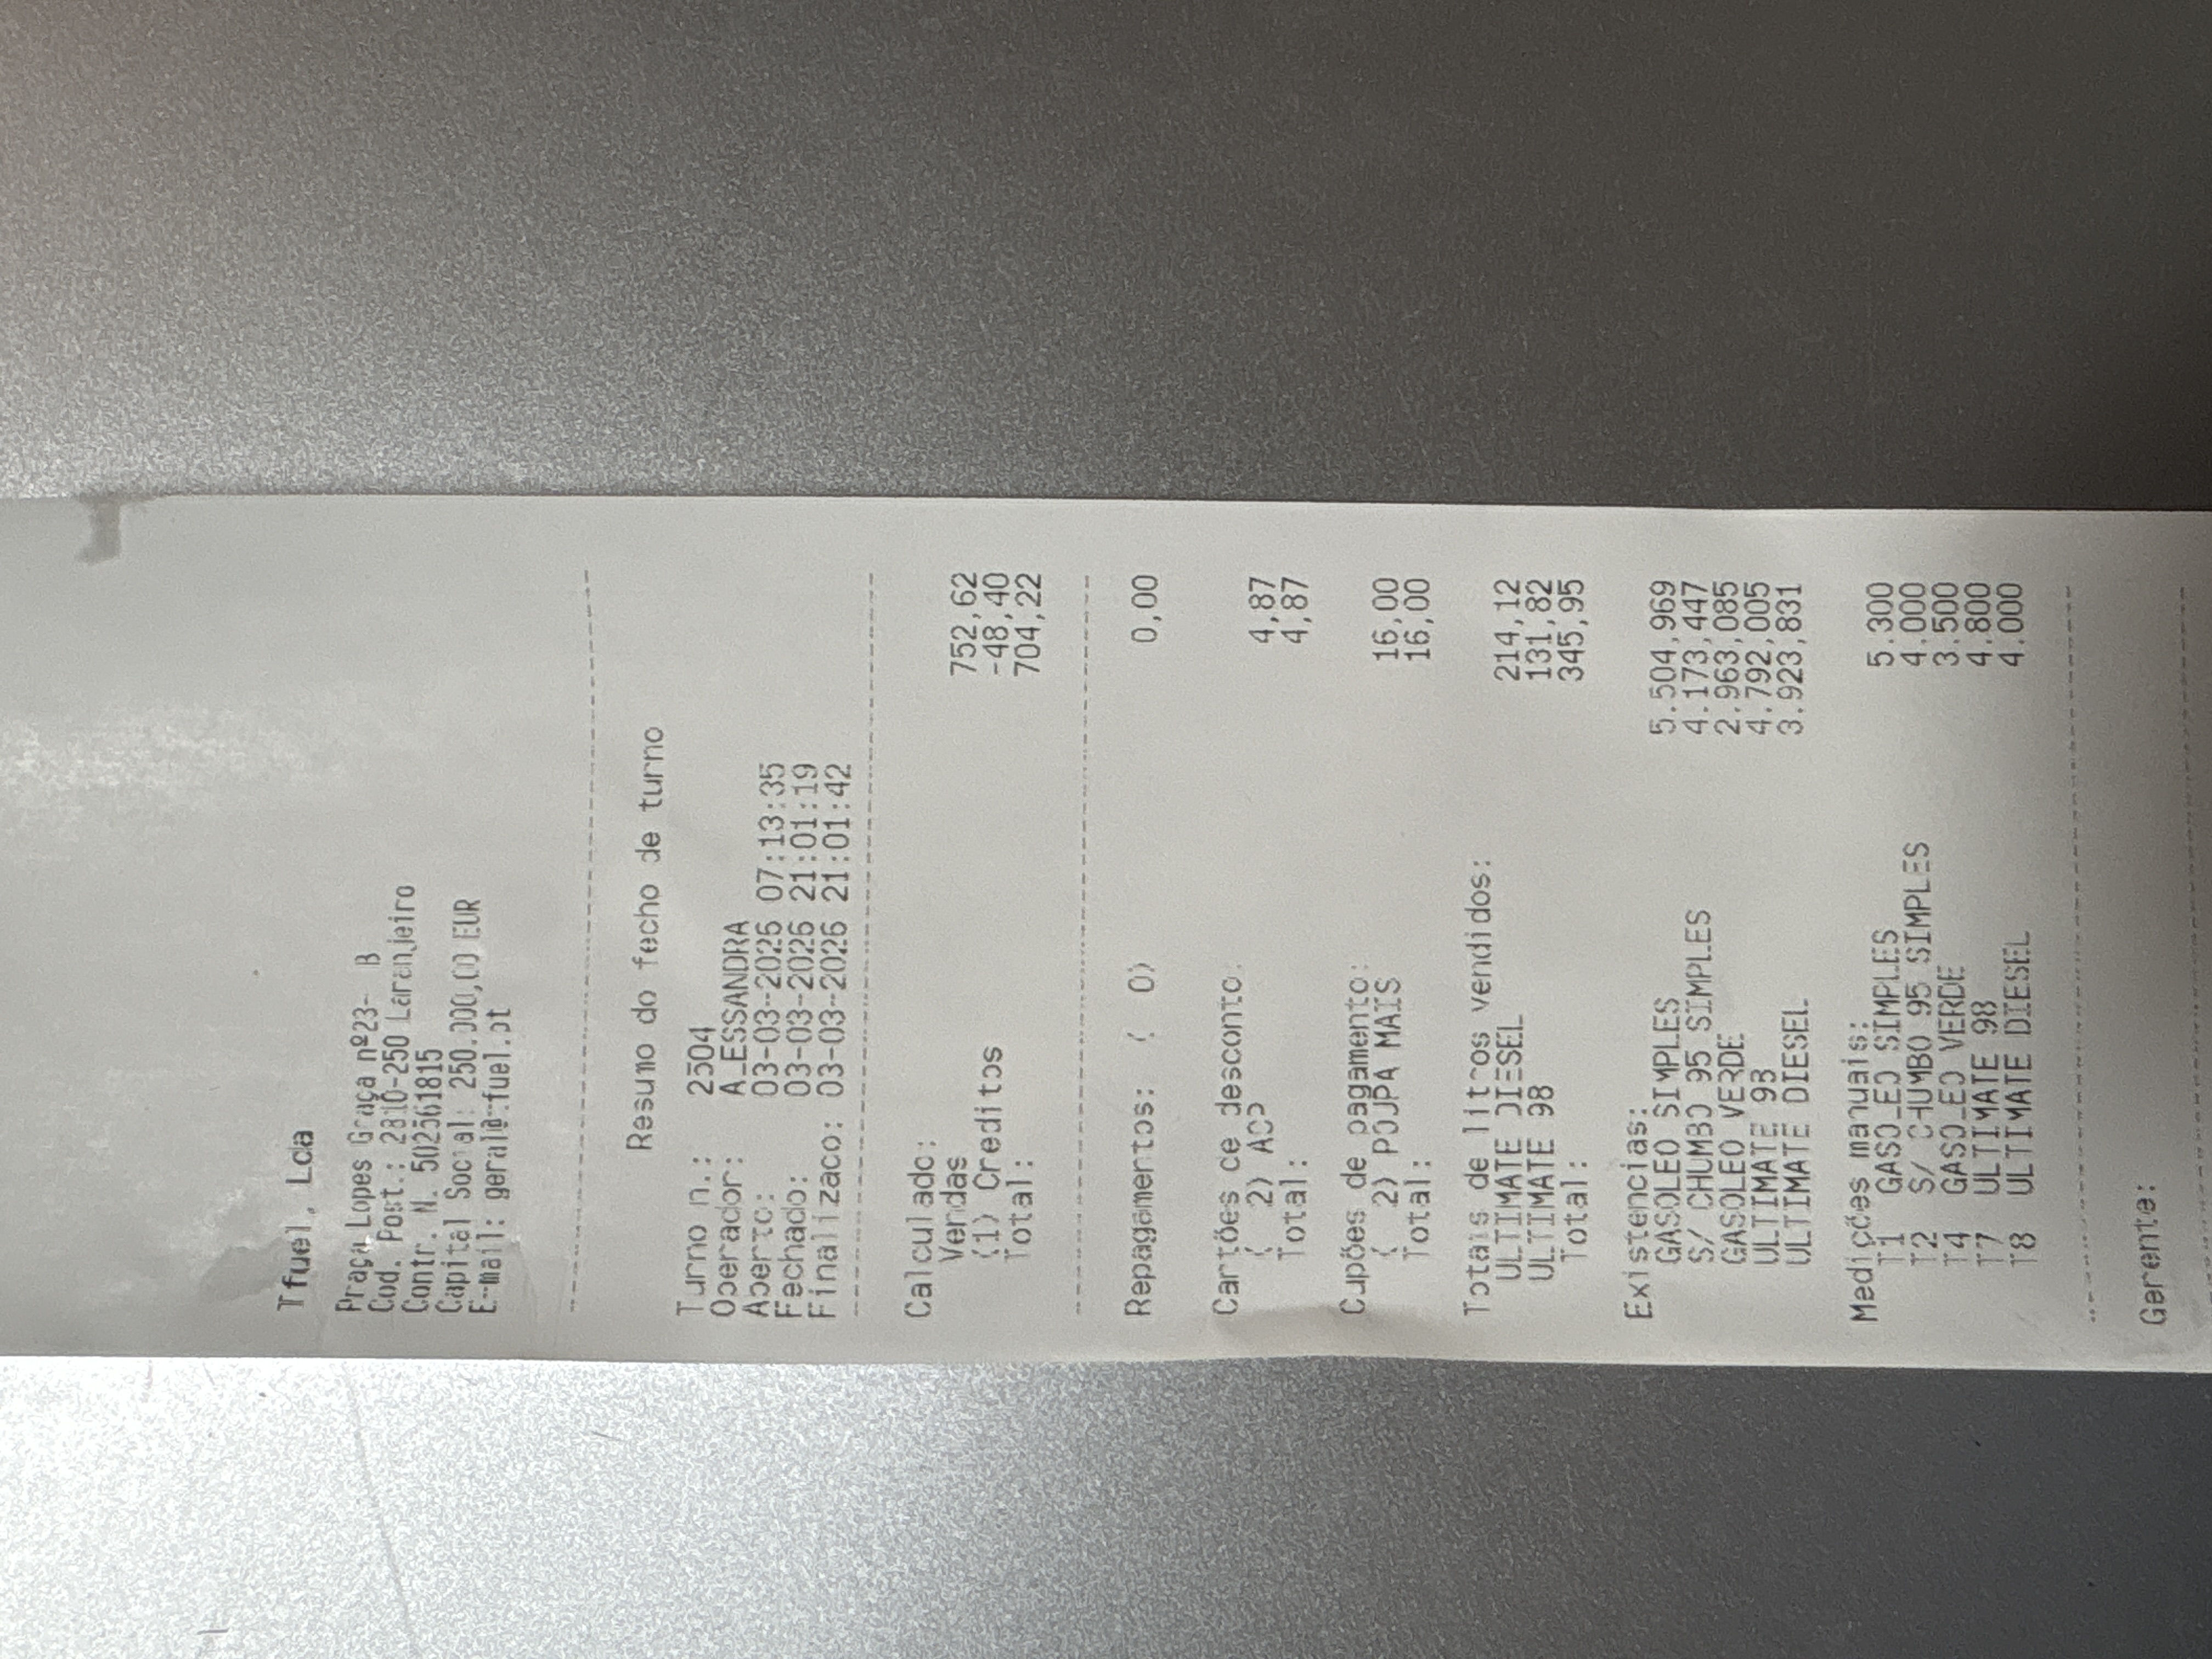 Tfuel, Lda
Praça Lopes Graça nº23- B
Cod. Post.: 2810-250 Laranjeiro
Contr. N. 502561815
Capital Social: 250.000,00 EUR
E-mail: geral@tfuel.pt
Resumo do fecho de turno
Turno n.: 2504
Operador: ALESSANDRA
Aberto: 03-03-2026 07:13:35
Fechado: 03-03-2026 21:01:19
Finalizado: 03-03-2026 21:01:42
Calculado:
Vendas 752,62
(1) Creditos -48,40
Total: 704,22
Repagamentos: ( 0) 0,00
Cartões de desconto:
( 2) ACP 4,87
Total: 4,87
Cupões de pagamento:
( 2) POUPA MAIS 16,00
Total: 16,00
Totais de litros vendidos:
ULTIMATE DIESEL 214,12
ULTIMATE 98 131,82
Total: 345,95
Existencias:
GASOLEO SIMPLES 5.504,969
S/ CHUMBO 95 SIMPLES 4.173,447
GASOLEO VERDE 2.963,085
ULTIMATE 98 4.792,005
ULTIMATE DIESEL 3.923,831
Medições manuais:
T1 GASOLEO SIMPLES 5.300
T2 S/ CHUMBO 95 SIMPLES 4.000
T4 GASOLEO VERDE 3.500
T7 ULTIMATE 98 4.800
T8 ULTIMATE DIESEL 4.000
Gerente: